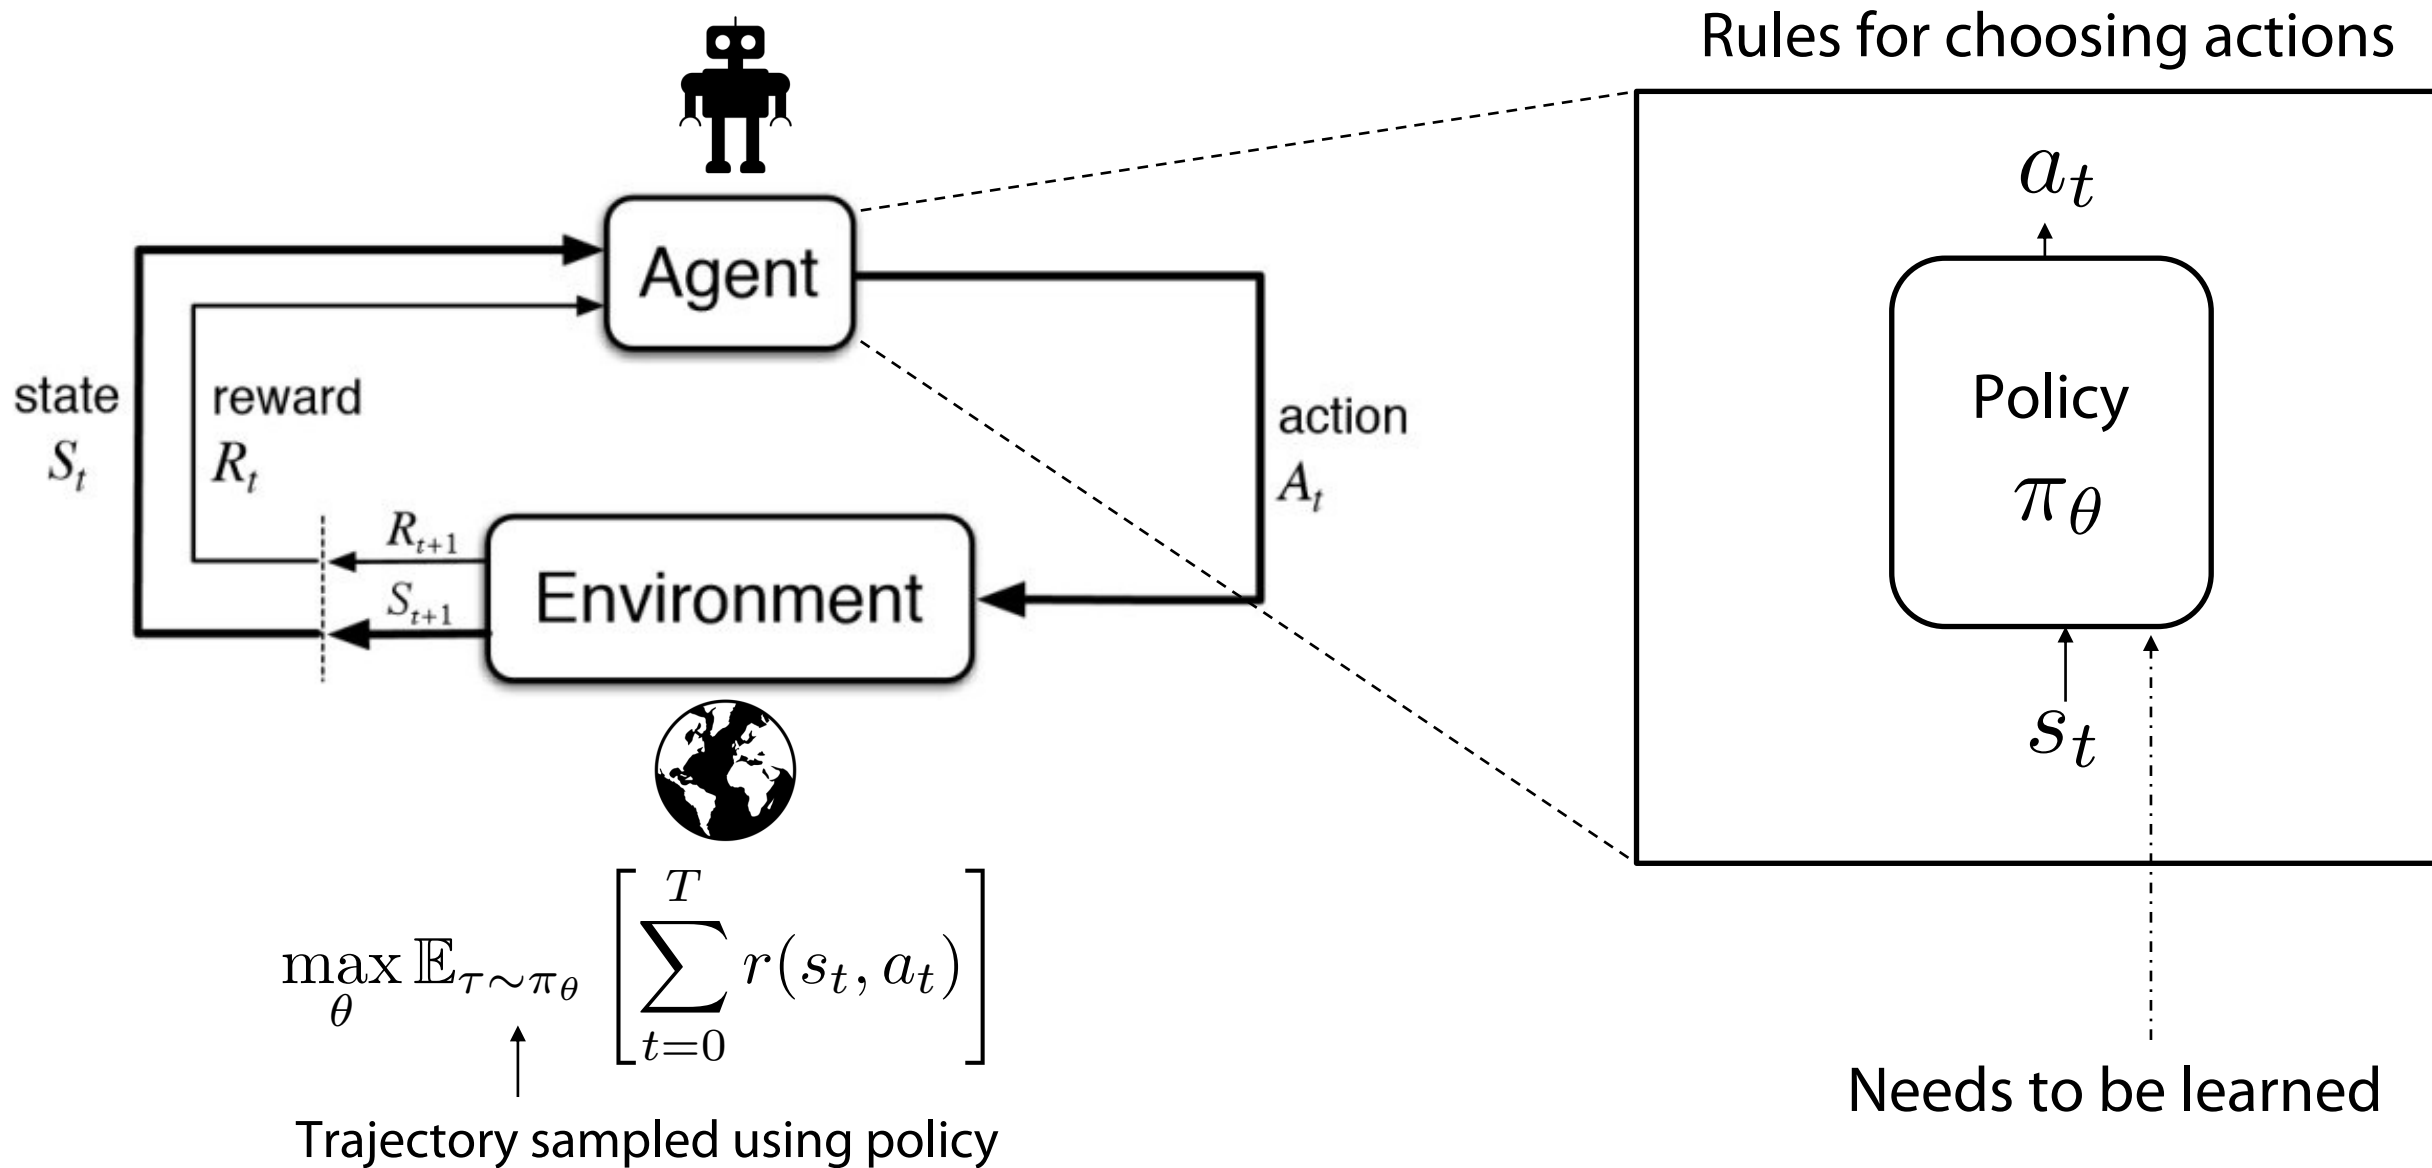 Rules for choosing actions
Agent
state
S_t
reward
R_t
action
A_t
R_{t+1}
S_{t+1}
Environment
a_t
Policy
π_θ
s_t
max_θ 𝔼_{τ∼π_θ} [ ∑_{t=0}^{T} r(s_t, a_t) ]
Trajectory sampled using policy
Needs to be learned